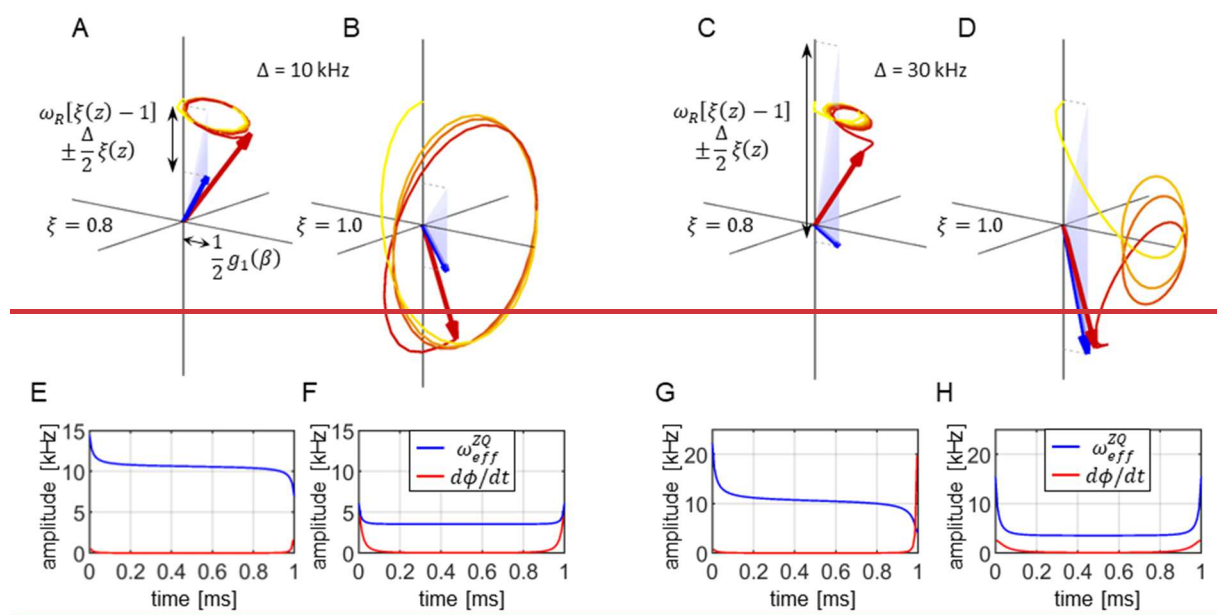 A
B
C
D
Δ = 10 kHz
Δ = 30 kHz
ω_R[ξ(z) − 1]
± Δ/2 ξ(z)
ω_R[ξ(z) − 1]
± Δ/2 ξ(z)
ξ = 0.8
ξ = 1.0
ξ = 0.8
ξ = 1.0
1/2 g₁(β)
E
F
G
H
amplitude [kHz]
15
10
5
0
0 0.2 0.4 0.6 0.8 1
time [ms]
amplitude [kHz]
15
10
5
0
ω_eff^ZQ
dϕ/dt
0 0.2 0.4 0.6 0.8 1
time [ms]
amplitude [kHz]
20
10
0
0 0.2 0.4 0.6 0.8 1
time [ms]
amplitude [kHz]
20
10
0
ω_eff^ZQ
dϕ/dt
0 0.2 0.4 0.6 0.8 1
time [ms]